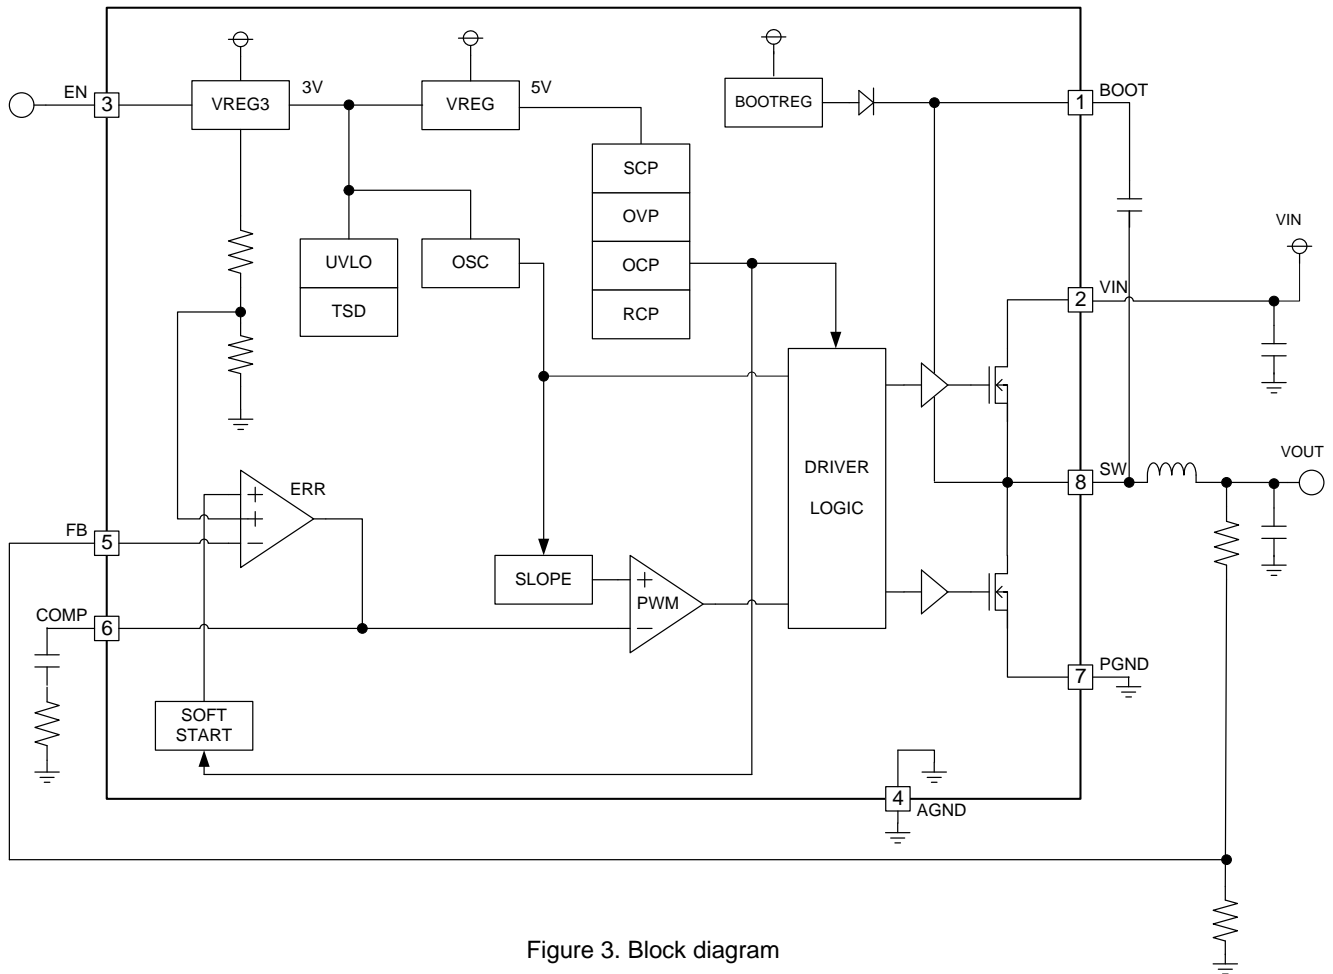 EN
3
VREG3
3V
VREG
5V
BOOTREG
1
BOOT
SCP
OVP
OCP
RCP
UVLO
TSD
OSC
VIN
2
VIN
DRIVER
LOGIC
8
SW
VOUT
ERR
+
+
−
FB
5
SLOPE
+
PWM
−
COMP
6
7
PGND
SOFT
START
4
AGND
Figure 3. Block diagram